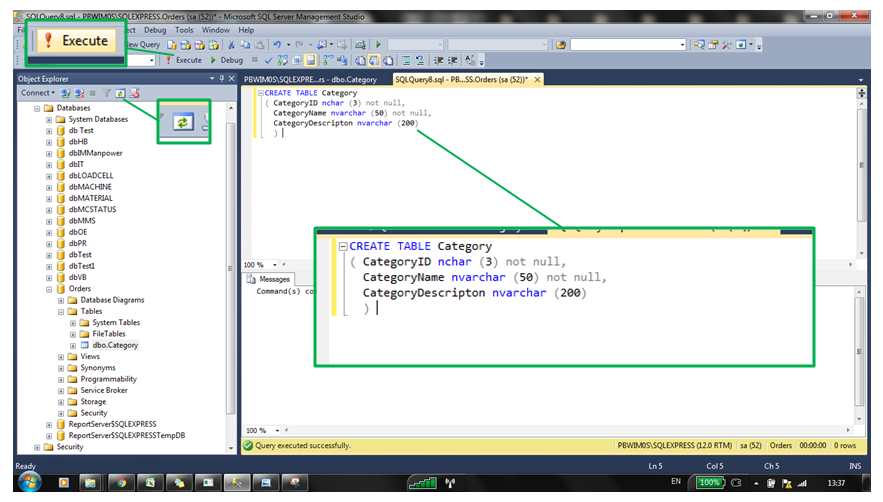 SQLQuery8.sql - PBWIM0S\SQLEXPRESS.Orders (sa (52))* - Microsoft SQL Server Management Studio
Debug Tools Window Help
Execute
New Query
Execute Debug
Object Explorer
Connect
Databases
System Databases
db Test
dbHB
dbIMManpower
dbIT
dbLOADCELL
dbMACHINE
dbMATERIAL
dbMCSTATUS
dbMMS
dbOE
dbPR
dbTest
dbTest1
dbVB
Orders
Database Diagrams
Tables
System Tables
FileTables
dbo.Category
Views
Synonyms
Programmability
Service Broker
Storage
Security
ReportServer$SQLEXPRESS
ReportServer$SQLEXPRESSTempDB
Security
PBWIM0S\SQLEXPRE...rs - dbo.Category SQLQuery8.sql - PB...SS.Orders (sa (52))*
CREATE TABLE Category
( CategoryID nchar (3) not null,
CategoryName nvarchar (50) not null,
CategoryDescripton nvarchar (200)
)
CREATE TABLE Category
( CategoryID nchar (3) not null,
CategoryName nvarchar (50) not null,
CategoryDescripton nvarchar (200)
)
100 %
Messages
Command(s)
100 %
Query executed successfully. PBWIM0S\SQLEXPRESS (12.0 RTM) sa (52) Orders 00:00:00 0 rows
Ready Ln 5 Col 5 Ch 5 INS
EN 100% 13:37